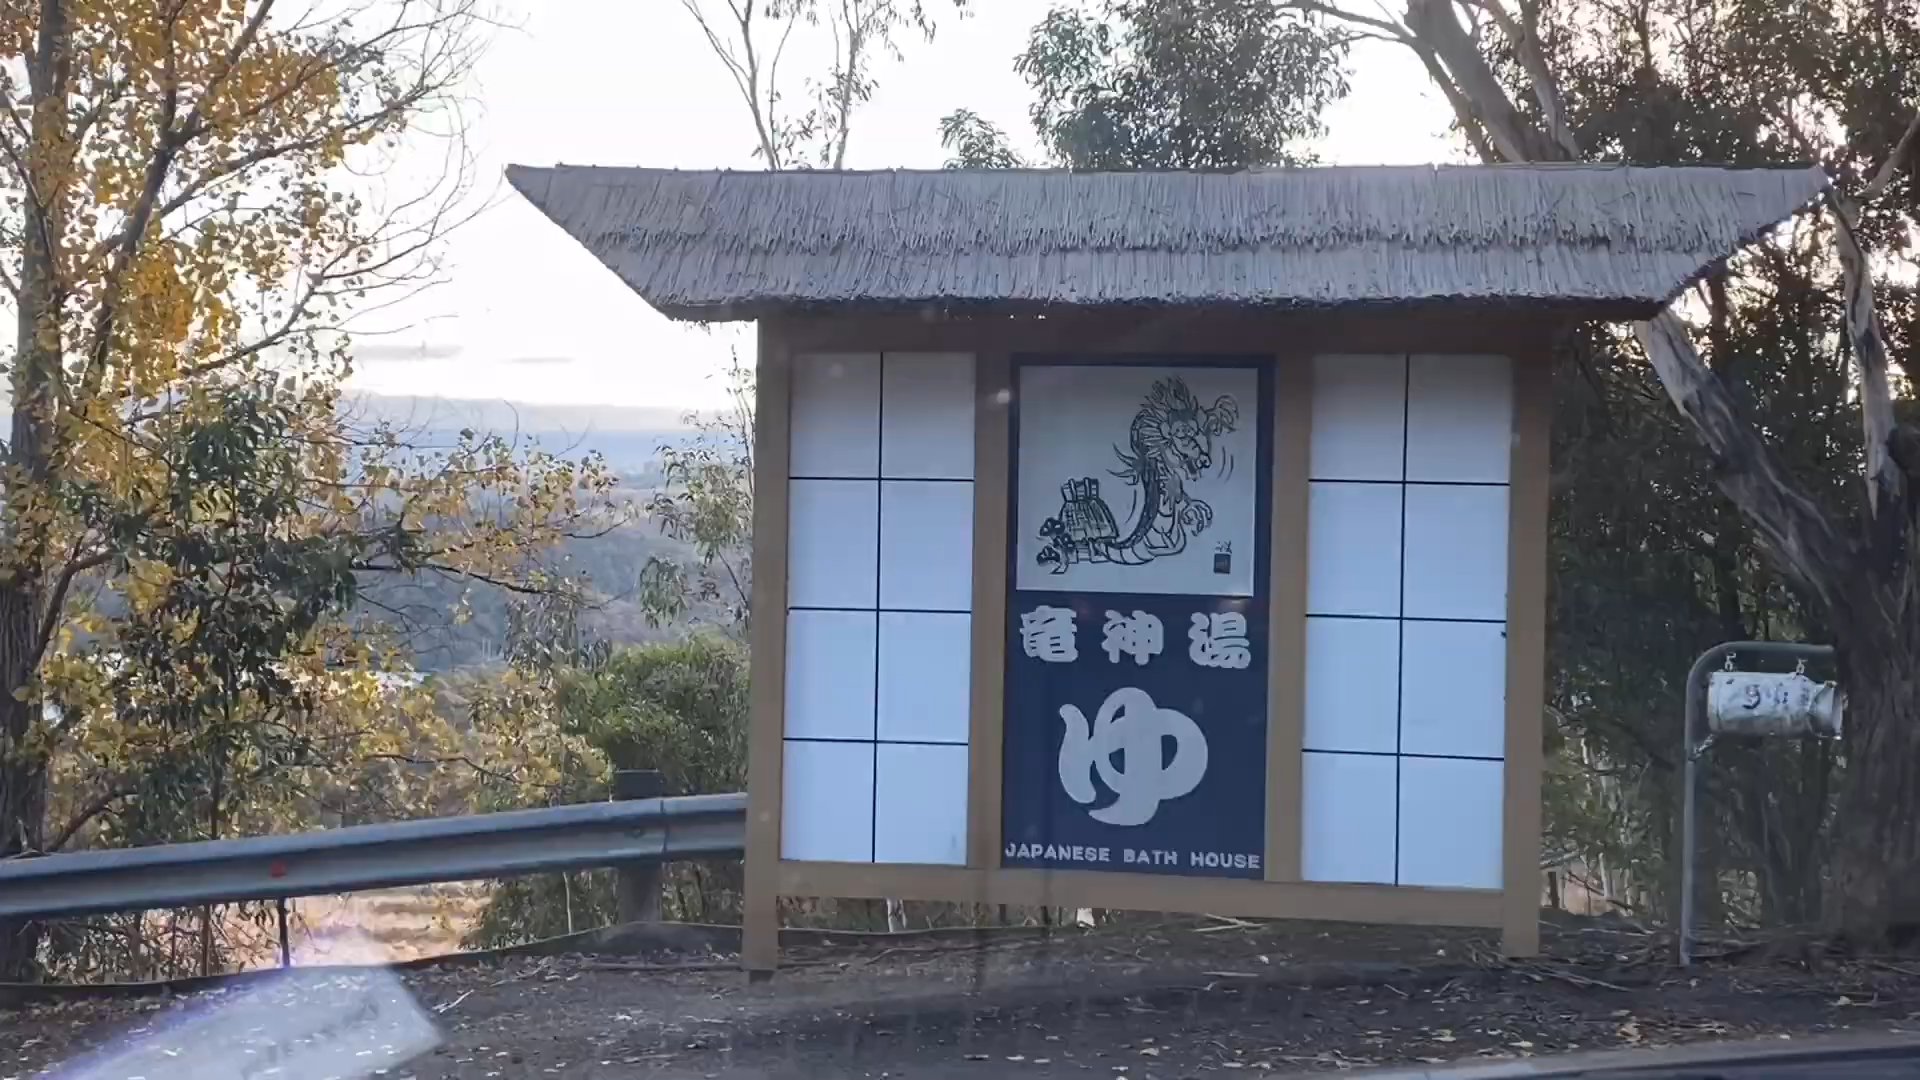 竜神湯
ゆ
JAPANESE BATH HOUSE